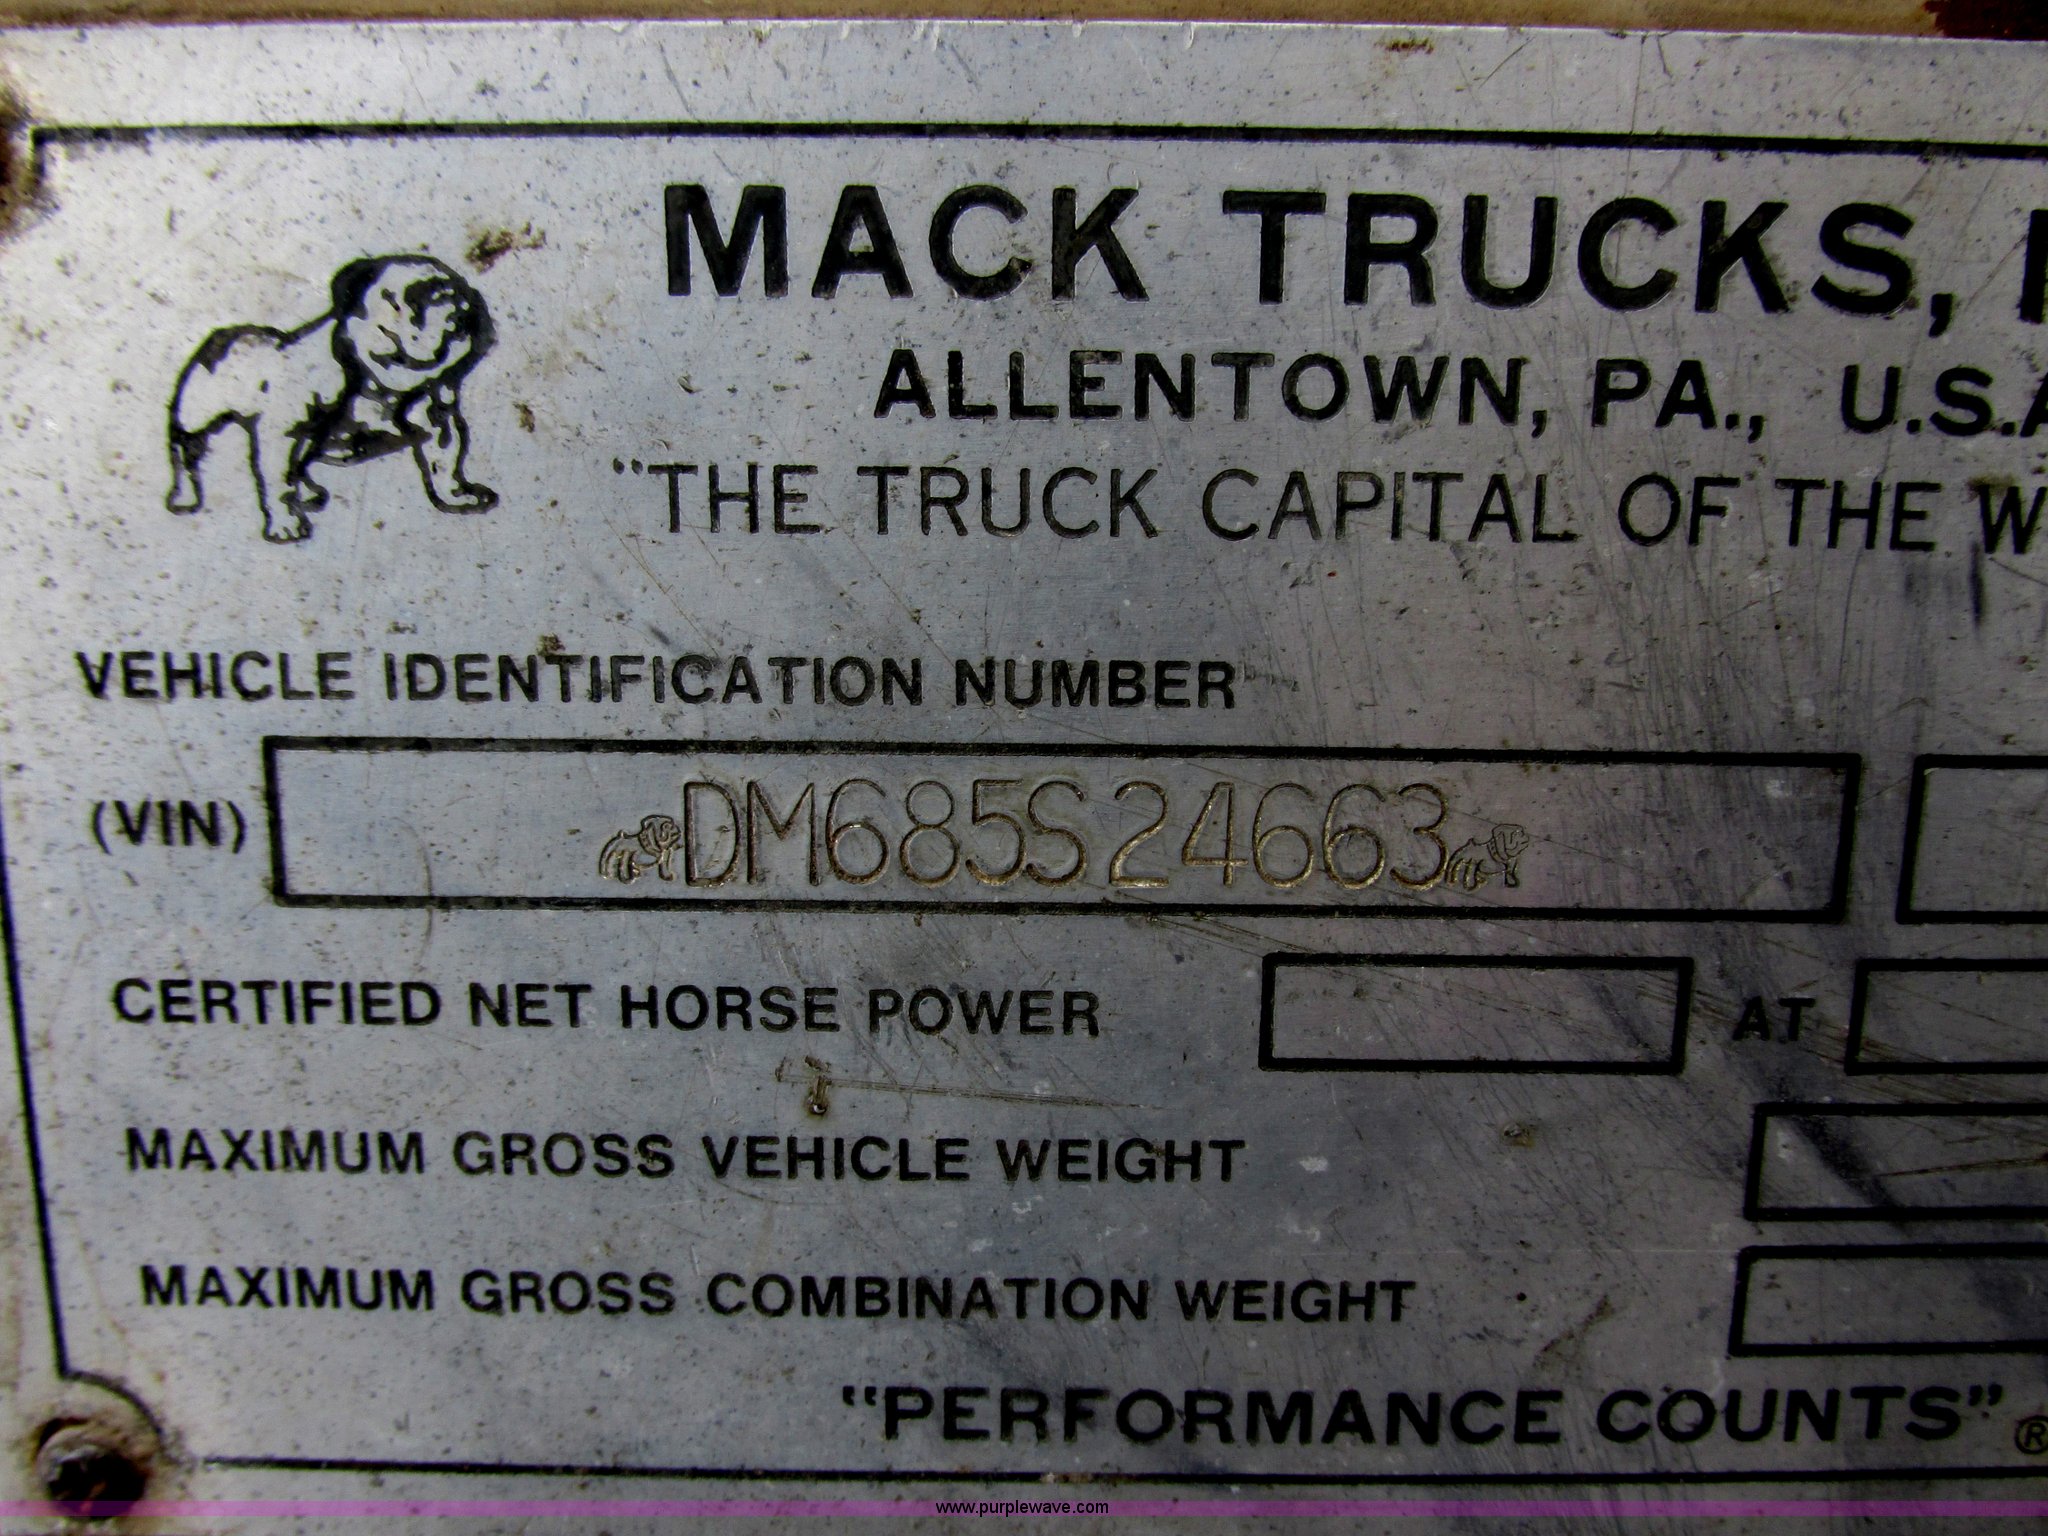 MACK TRUCKS,
ALLENTOWN, PA., U.S.A
"THE TRUCK CAPITAL OF THE W
VEHICLE IDENTIFICATION NUMBER
(VIN) DM685S24663
CERTIFIED NET HORSE POWER AT
MAXIMUM GROSS VEHICLE WEIGHT
MAXIMUM GROSS COMBINATION WEIGHT
"PERFORMANCE COUNTS"®
www.purplewave.com